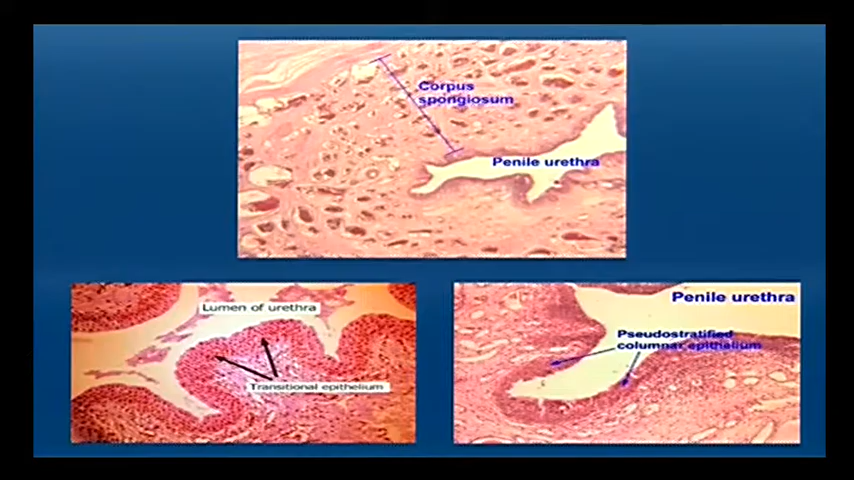 Corpus
spongiosum
Penile urethra
Lumen of urethra
Transitional epithelium
Penile urethra
Pseudostratified
columnar epithelium